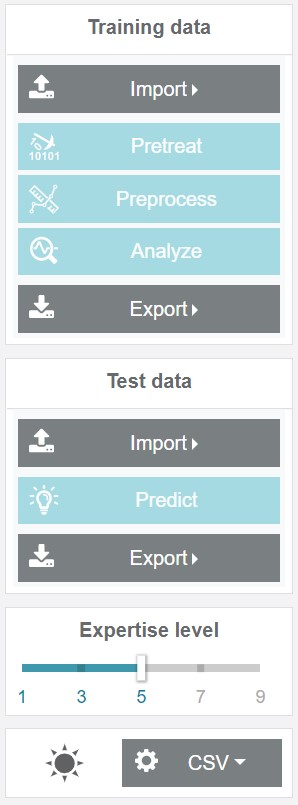 Training data
Import
10101
Pretreat
Preprocess
Analyze
Export
Test data
Import
Predict
Export
Expertise level
1 3 5 7 9
CSV